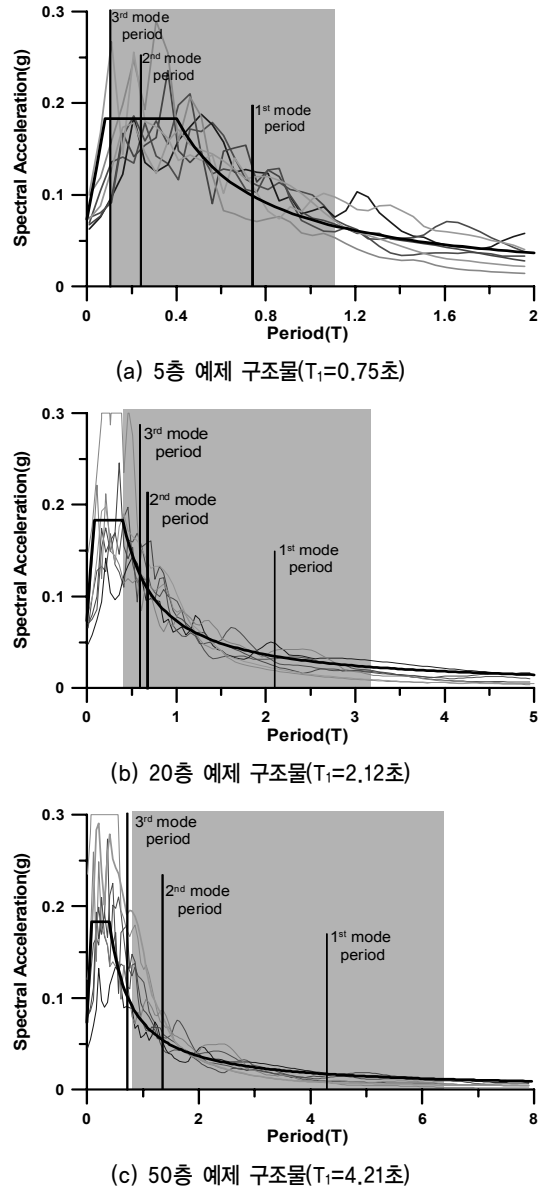 0.3
0.2
0.1
0
Spectral Acceleration(g)
3rd mode
period
2nd mode
period
1st mode
period
0
0.4
0.8
1.2
1.6
2
Period(T)
(a) 5층 예제 구조물(T1=0.75초)
0.3
0.2
0.1
0
Spectral Acceleration(g)
3rd mode
period
2nd mode
period
1st mode
period
0
1
2
3
4
5
Period(T)
(b) 20층 예제 구조물(T1=2.12초)
0.3
0.2
0.1
0
Spectral Acceleration(g)
3rd mode
period
2nd mode
period
1st mode
period
0
2
4
6
8
Period(T)
(c) 50층 예제 구조물(T1=4.21초)